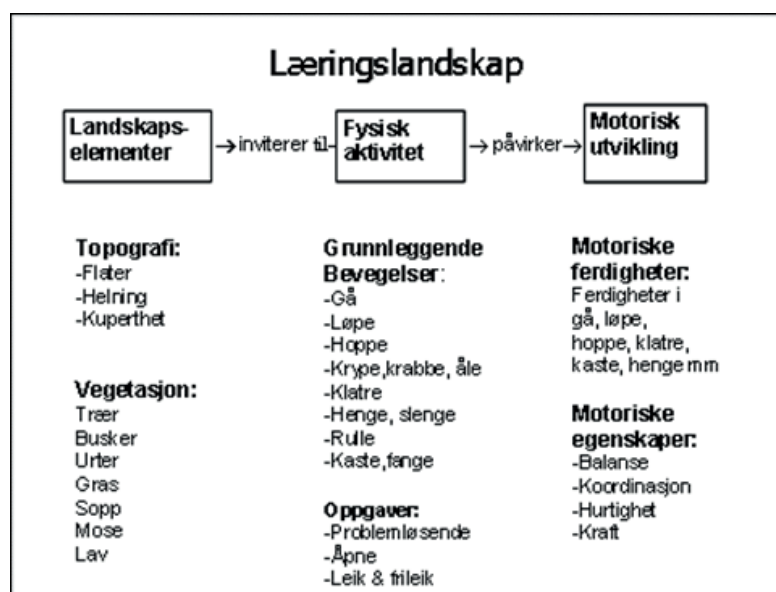 Læringslandskap
Landskaps-
elementer
inviterer til
Fysisk
aktivitet
påvirker
Motorisk
utvikling
Topografi:
-Flater
-Helning
-Kuperthet
Vegetasjon:
Trær
Busker
Urter
Gras
Sopp
Mose
Lav
Grunnleggende
Bevegelser:
-Gå
-Løpe
-Hoppe
-Krype,krabbe, åle
-Klatre
-Henge, slenge
-Rulle
-Kaste,fange
Oppgaver:
-Problemløsende
-Åpne
-Leik & frileik
Motoriske
ferdigheter:
Ferdigheter i
gå, løpe,
hoppe, klatre,
kaste, henge mm
Motoriske
egenskaper:
-Balanse
-Koordinasjon
-Hurtighet
-Kraft